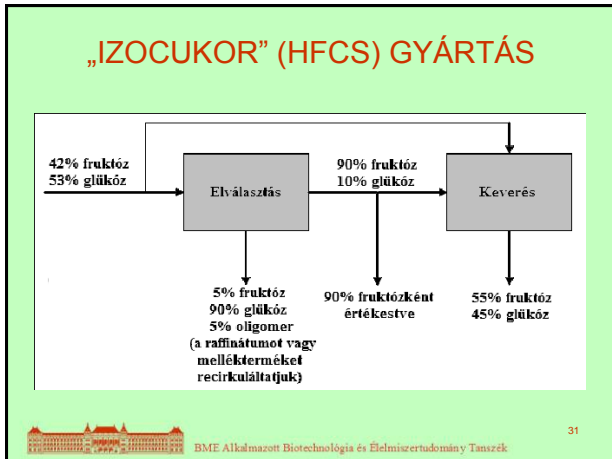 „IZOCUKOR” (HFCS) GYÁRTÁS
42% fruktóz
53% glükóz
Elválasztás
90% fruktóz
10% glükóz
Keverés
5% fruktóz
90% glükóz
5% oligomer
(a raffinátumot vagy
mellékterméket
recirkuláltatjuk)
90% fruktózként
értékestve
55% fruktóz
45% glükóz
BME Alkalmazott Biotechnológia és Élelmiszertudomány Tanszék
31